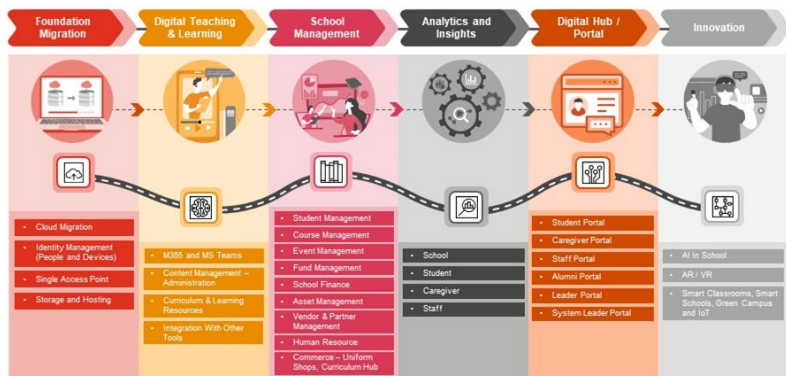 Foundation
Migration
Digital Teaching
& Learning
School
Management
Analytics and
Insights
Digital Hub /
Portal
Innovation
Cloud Migration
Identity Management
(People and Devices)
Single Access Point
Storage and Hosting
M365 and MS Teams
Content Management –
Administration
Curriculum & Learning
Resources
Integration With Other
Tools
Student Management
Course Management
Event Management
Fund Management
School Finance
Asset Management
Vendor & Partner
Management
Human Resource
Commerce – Uniform
Shops, Curriculum Hub
School
Student
Caregiver
Staff
Student Portal
Caregiver Portal
Staff Portal
Alumni Portal
Leader Portal
System Leader Portal
AI In School
AR / VR
Smart Classrooms, Smart
Schools, Green Campus
and IoT